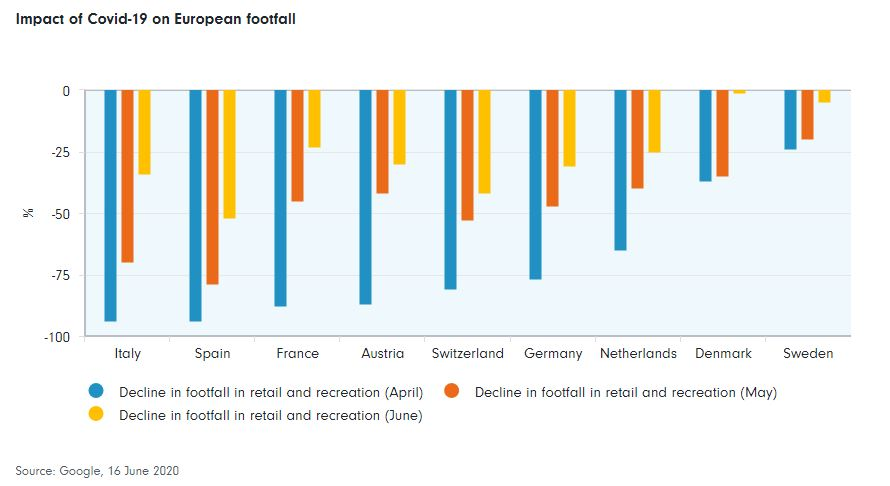 Impact of Covid-19 on European footfall
0
-25
-50
-75
-100
%
Italy Spain France Austria Switzerland Germany Netherlands Denmark Sweden
Decline in footfall in retail and recreation (April) Decline in footfall in retail and recreation (May)
Decline in footfall in retail and recreation (June)
Source: Google, 16 June 2020